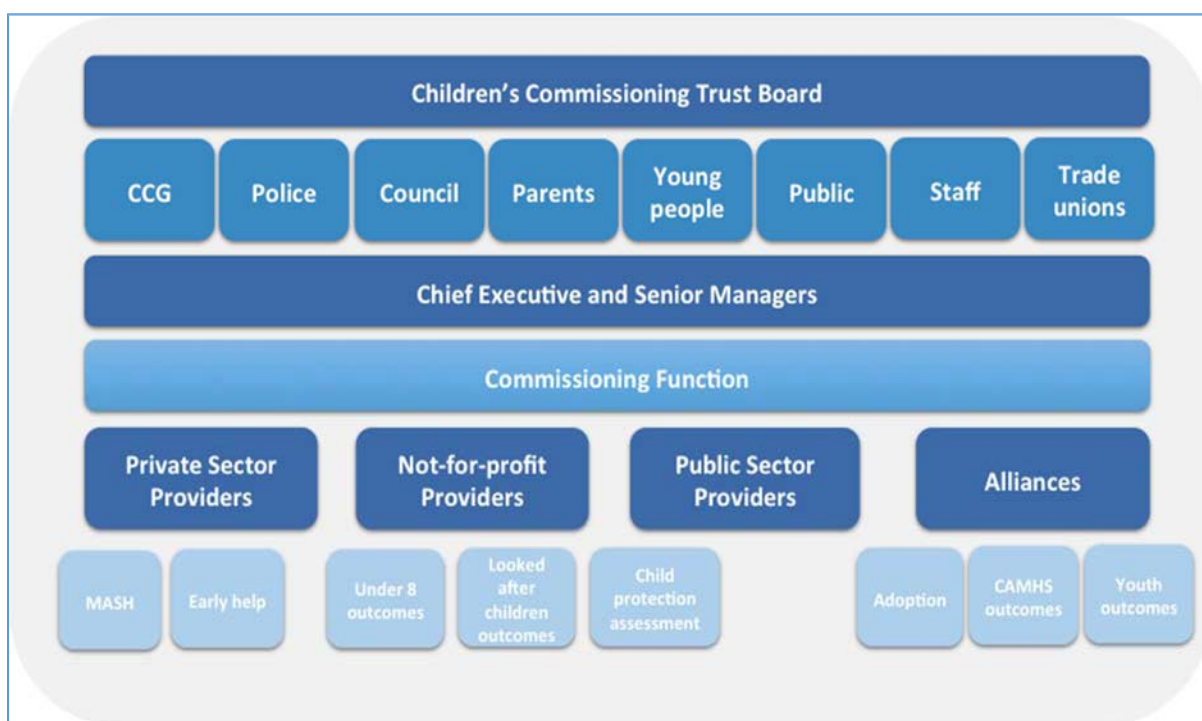 Children’s Commissioning Trust Board
CCG
Police
Council
Parents
Young
people
Public
Staff
Trade
unions
Chief Executive and Senior Managers
Commissioning Function
Private Sector
Providers
Not-for-profit
Providers
Public Sector
Providers
Alliances
MASH
Early help
Under 8
outcomes
Looked
after
children
outcomes
Child
protection
assessment
Adoption
CAMHS
outcomes
Youth
outcomes